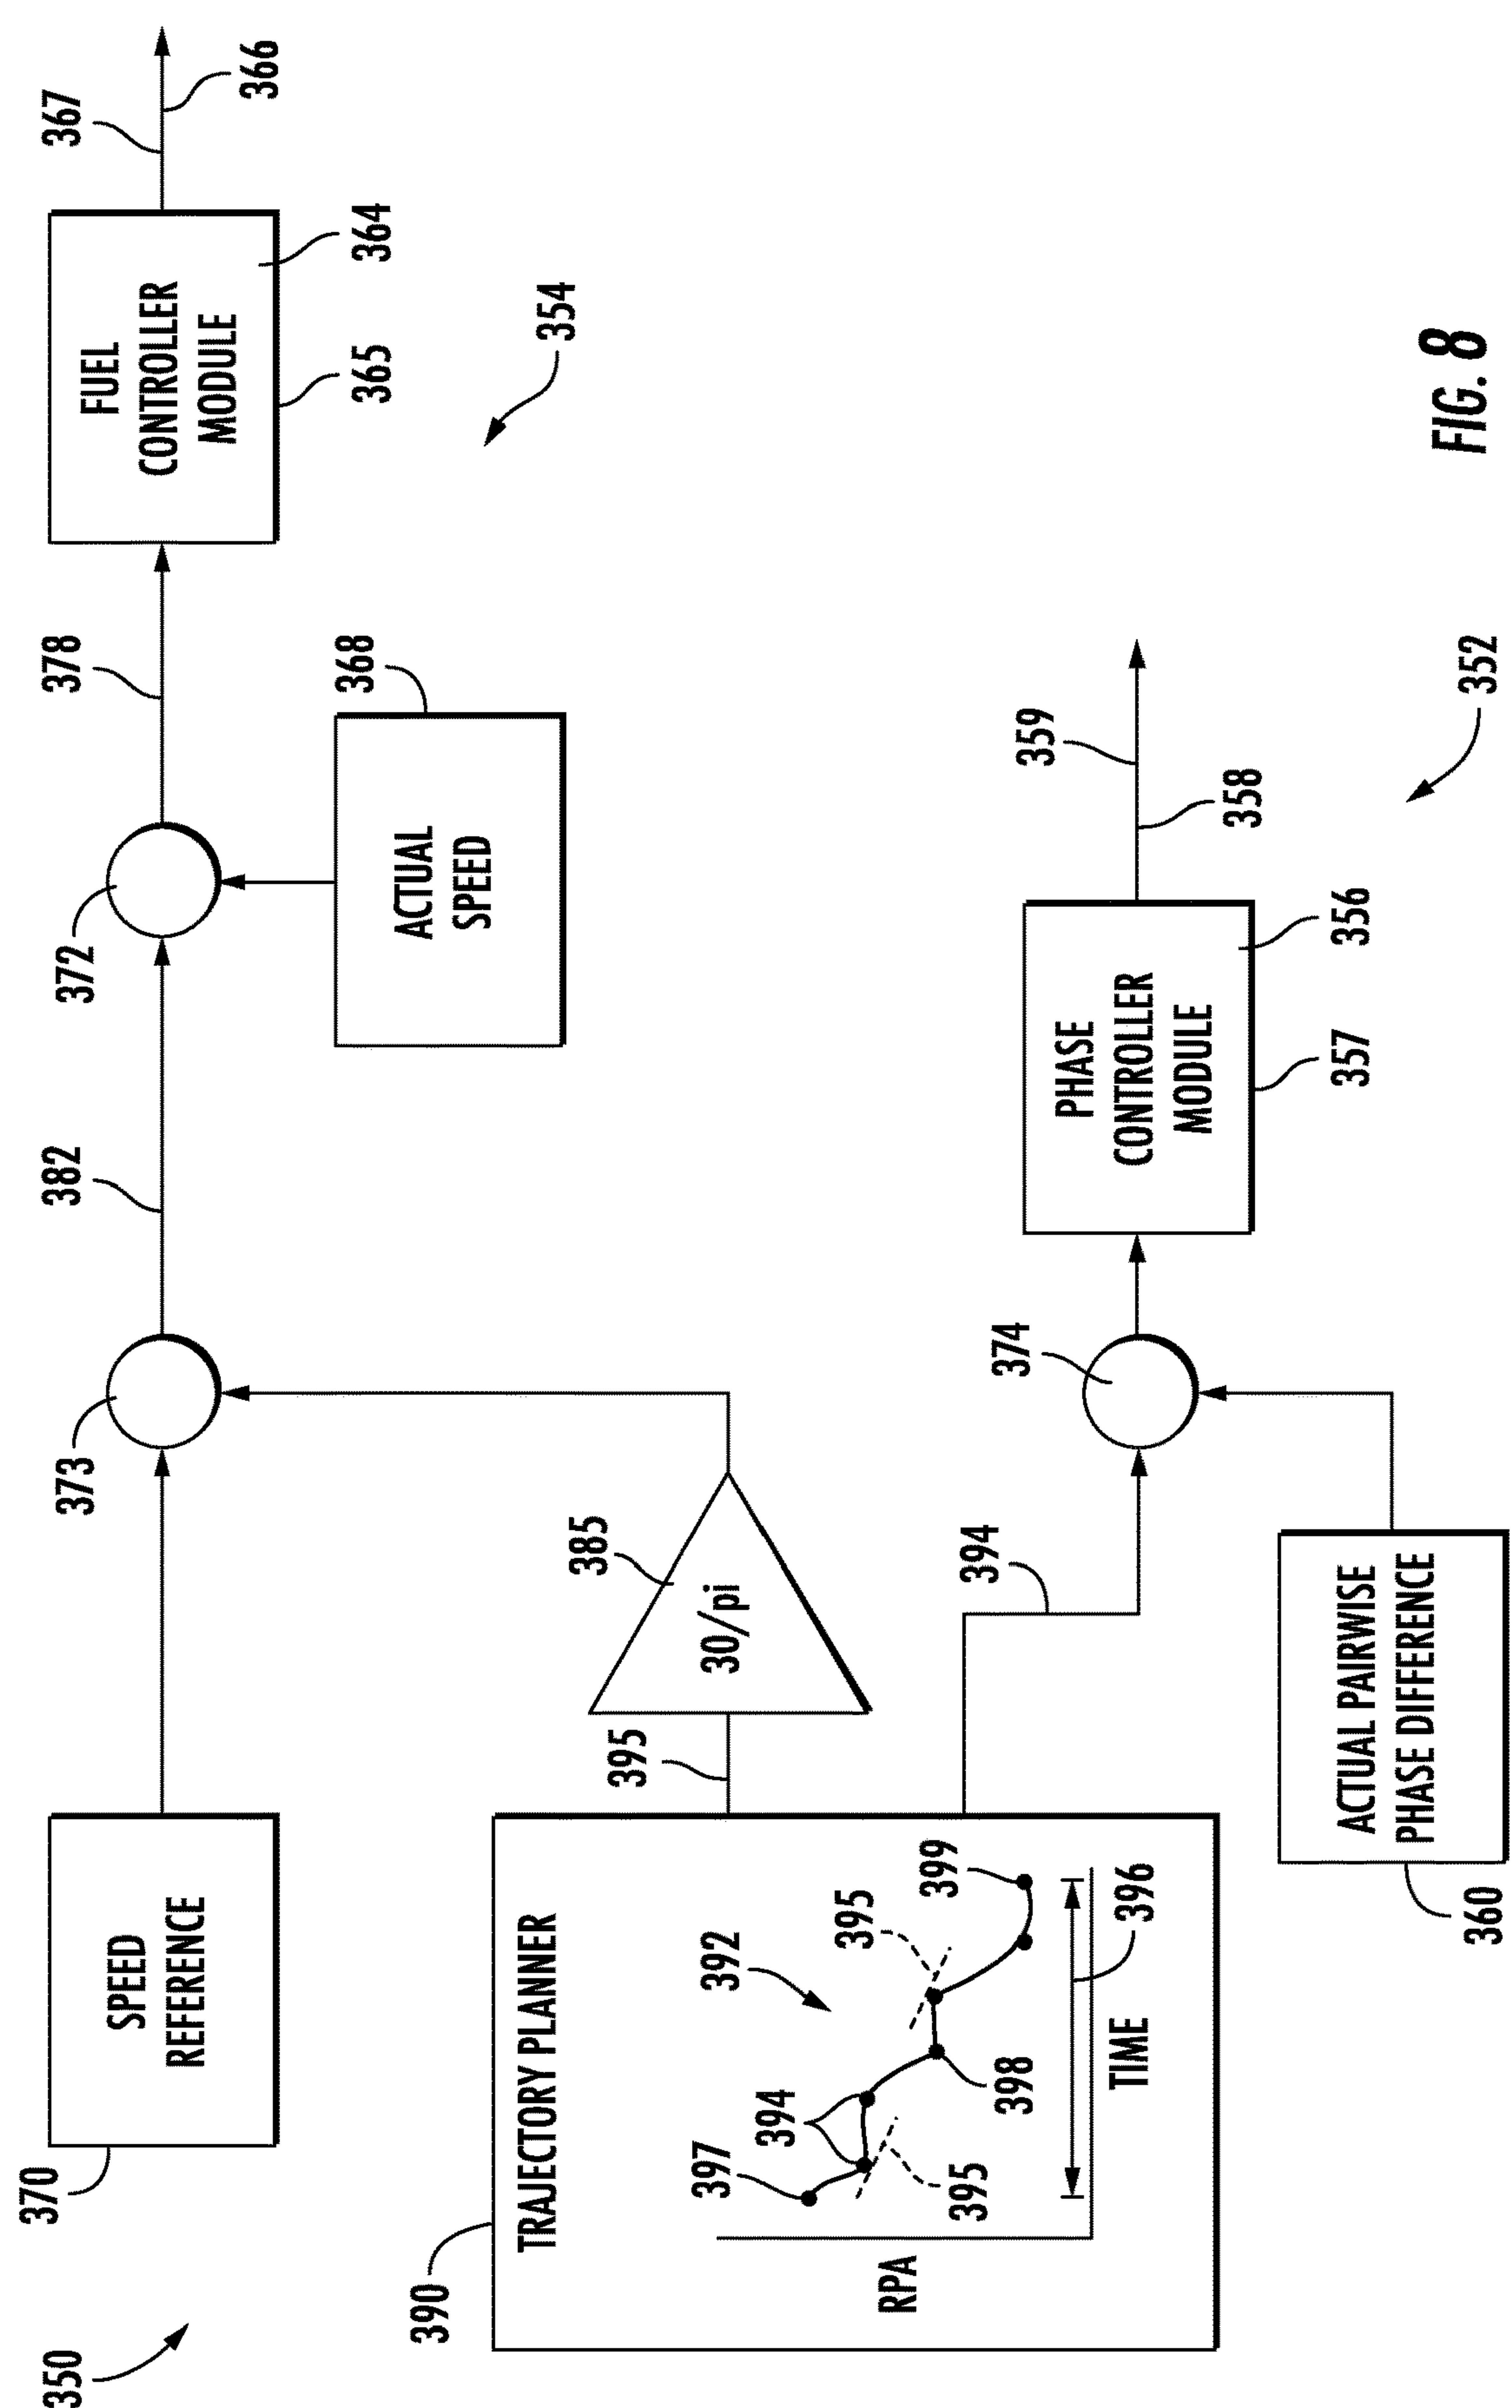 350
370
SPEED
REFERENCE
373
382
372
378
ACTUAL
SPEED
368
FUEL
CONTROLLER
MODULE
365
364
367
366
354
390
TRAJECTORY PLANNER
392
397
394
395
398
395
399
RPA
TIME
396
395
385
30/pi
394
374
360
ACTUAL PAIRWISE
PHASE DIFFERENCE
PHASE
CONTROLLER
MODULE
357
356
359
358
352
FIG. 8